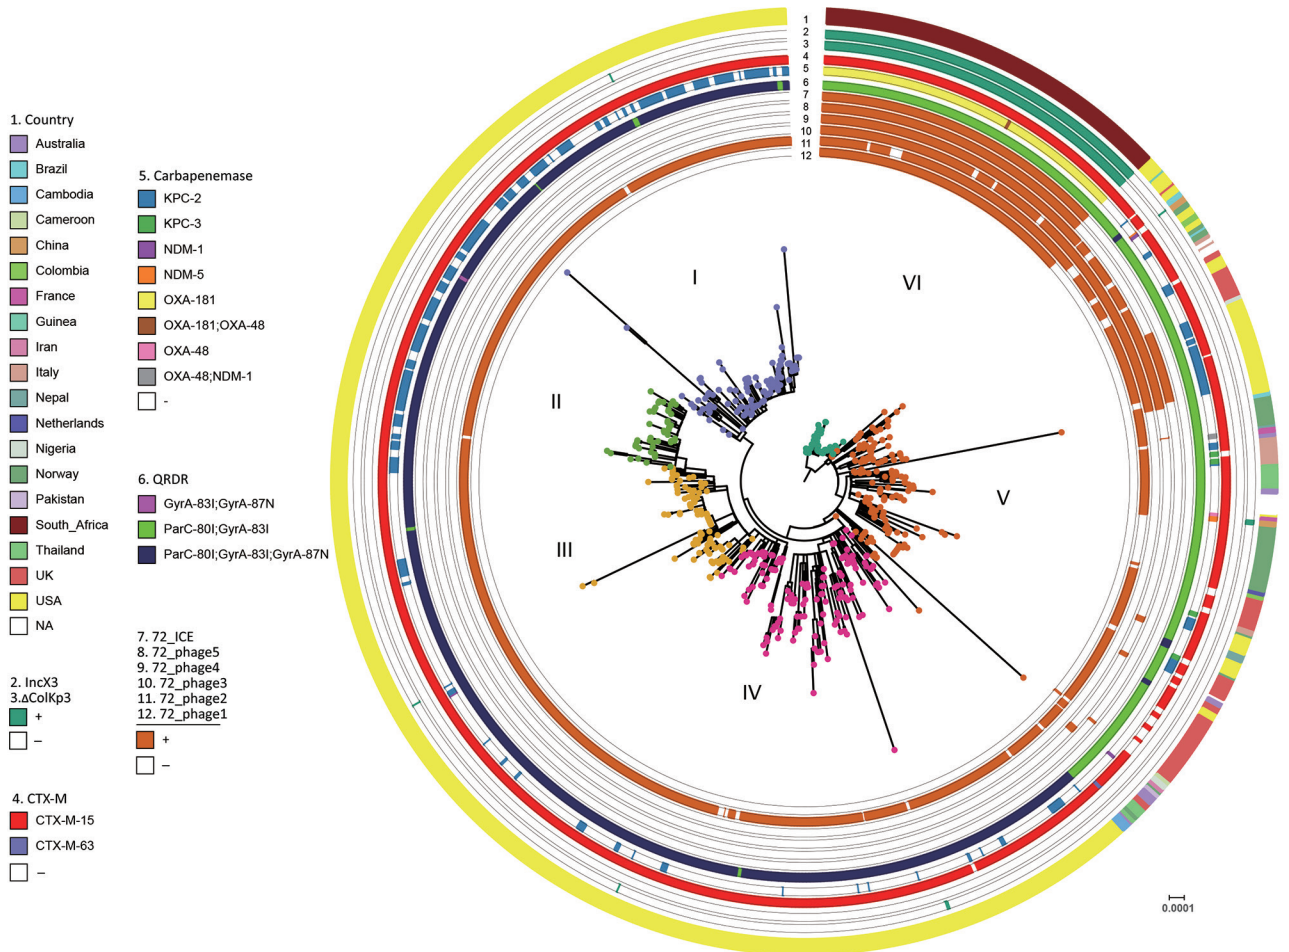 1. Country
Australia
Brazil
Cambodia
Cameroon
China
Colombia
France
Guinea
Iran
Italy
Nepal
Netherlands
Nigeria
Norway
Pakistan
South_Africa
Thailand
UK
USA
NA
2. IncX3
3.ΔColKp3
+
–
4. CTX-M
CTX-M-15
CTX-M-63
–
5. Carbapenemase
KPC-2
KPC-3
NDM-1
NDM-5
OXA-181
OXA-181;OXA-48
OXA-48
OXA-48;NDM-1
-
6. QRDR
GyrA-83I;GyrA-87N
ParC-80I;GyrA-83I
ParC-80I;GyrA-83I;GyrA-87N
7. 72_ICE
8. 72_phage5
9. 72_phage4
10. 72_phage3
11. 72_phage2
12. 72_phage1
+
–
1
2
3
4
5
6
7
8
9
10
11
12
I
VI
II
V
III
IV
0.0001